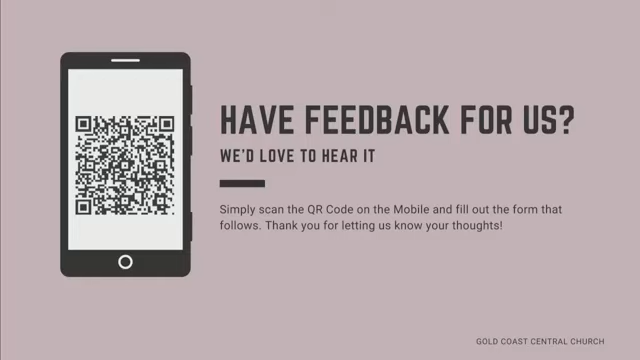 HAVE FEEDBACK FOR US?
WE'D LOVE TO HEAR IT
Simply scan the QR Code on the Mobile and fill out the form that
follows. Thank you for letting us know your thoughts!
GOLD COAST CENTRAL CHURCH